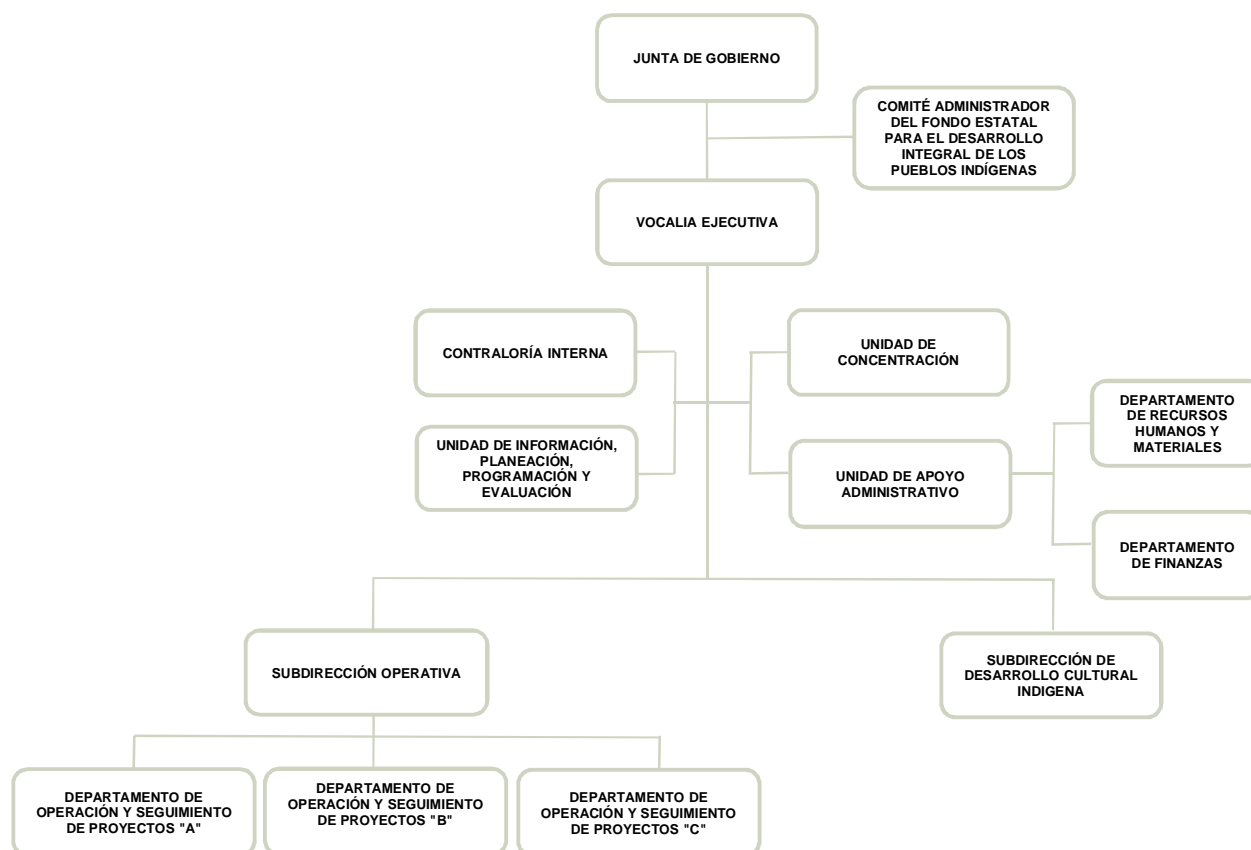 JUNTA DE GOBIERNO
COMITÉ ADMINISTRADOR
DEL FONDO ESTATAL
PARA EL DESARROLLO
INTEGRAL DE LOS
PUEBLOS INDÍGENAS
VOCALIA EJECUTIVA
CONTRALORÍA INTERNA
UNIDAD DE
CONCENTRACIÓN
UNIDAD DE INFORMACIÓN,
PLANEACIÓN,
PROGRAMACIÓN Y
EVALUACIÓN
UNIDAD DE APOYO
ADMINISTRATIVO
DEPARTAMENTO
DE RECURSOS
HUMANOS Y
MATERIALES
DEPARTAMENTO
DE FINANZAS
SUBDIRECCIÓN OPERATIVA
SUBDIRECCIÓN DE
DESARROLLO CULTURAL
INDIGENA
DEPARTAMENTO DE
OPERACIÓN Y SEGUIMIENTO
DE PROYECTOS "A"
DEPARTAMENTO DE
OPERACIÓN Y SEGUIMIENTO
DE PROYECTOS "B"
DEPARTAMENTO DE
OPERACIÓN Y SEGUIMIENTO
DE PROYECTOS "C"